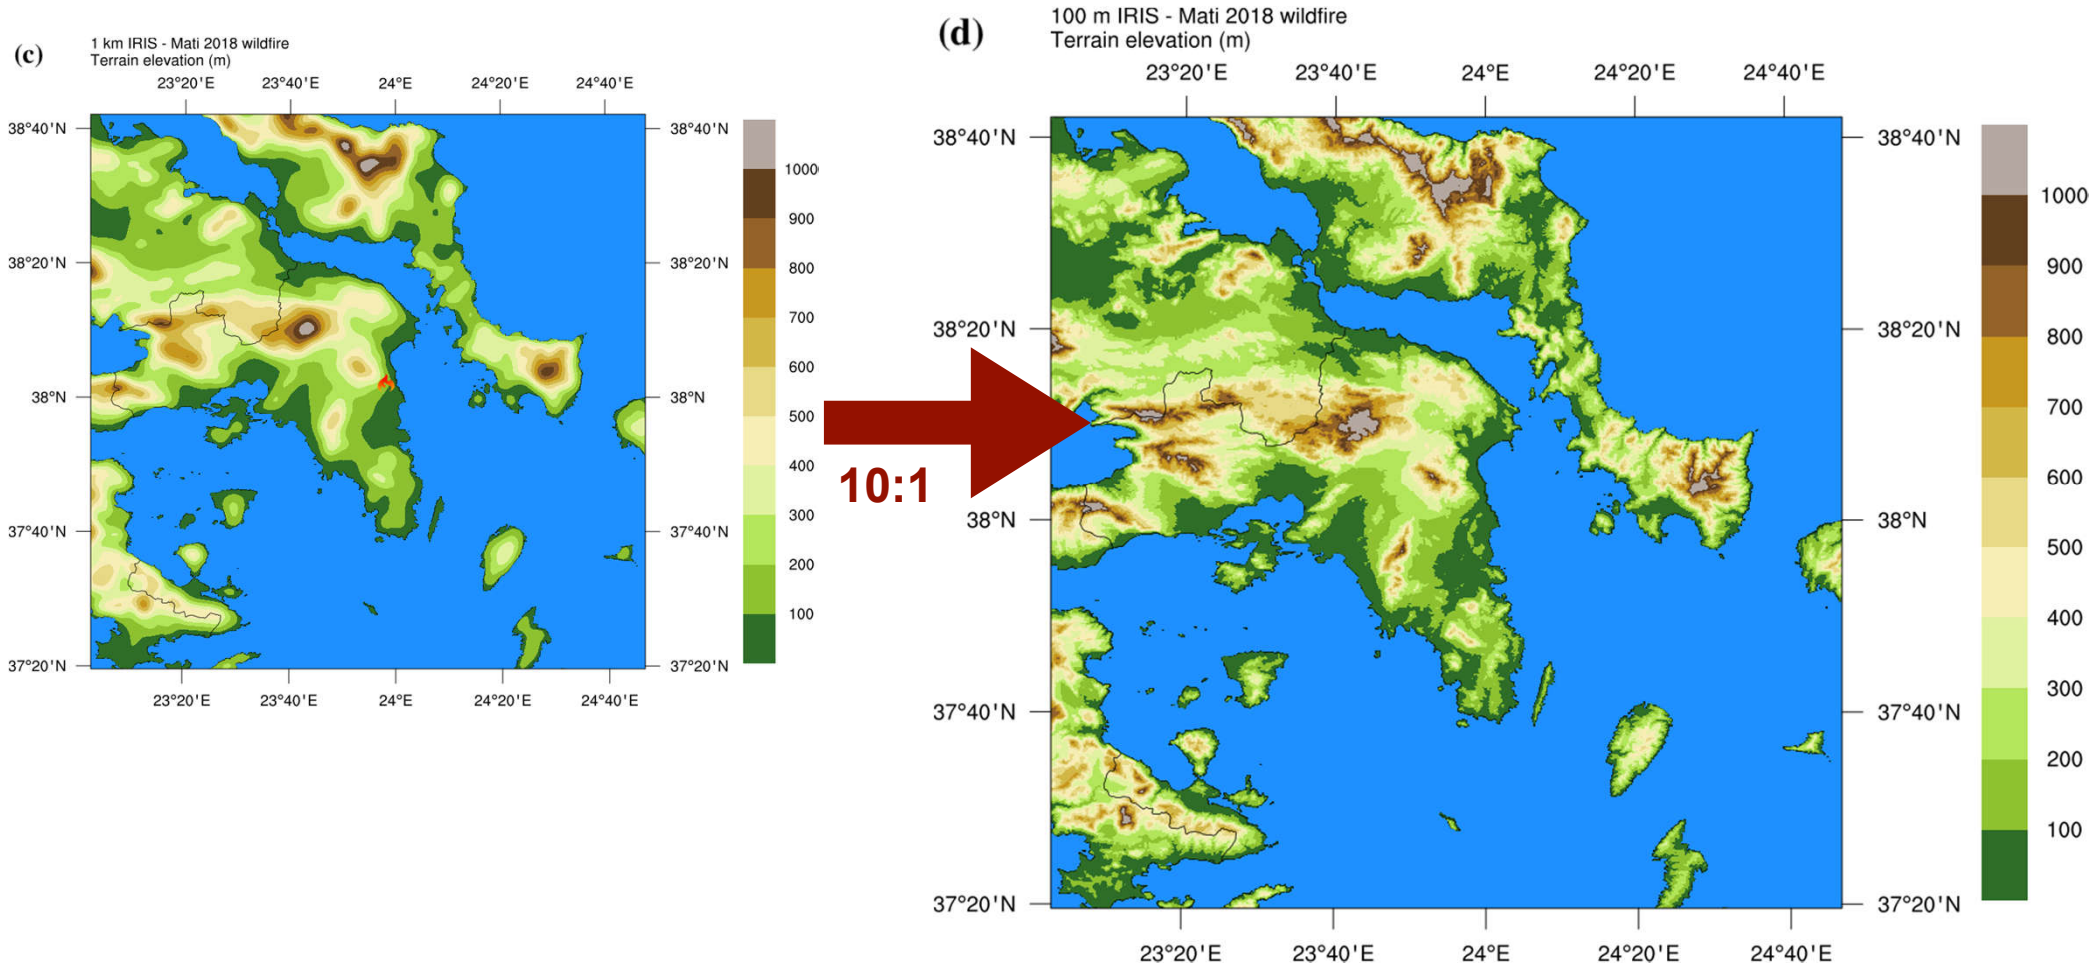 (c)
1 km IRIS - Mati 2018 wildfire
Terrain elevation (m)
23°20'E 23°40'E 24°E 24°20'E 24°40'E
38°40'N 38°40'N
38°20'N 38°20'N
38°N 38°N
37°40'N 37°40'N
37°20'N 37°20'N
23°20'E 23°40'E 24°E 24°20'E 24°40'E
1000
900
800
700
600
500
400
300
200
100
10:1
(d)
100 m IRIS - Mati 2018 wildfire
Terrain elevation (m)
23°20'E 23°40'E 24°E 24°20'E 24°40'E
38°40'N 38°40'N
38°20'N 38°20'N
38°N 38°N
37°40'N 37°40'N
37°20'N 37°20'N
23°20'E 23°40'E 24°E 24°20'E 24°40'E
1000
900
800
700
600
500
400
300
200
100